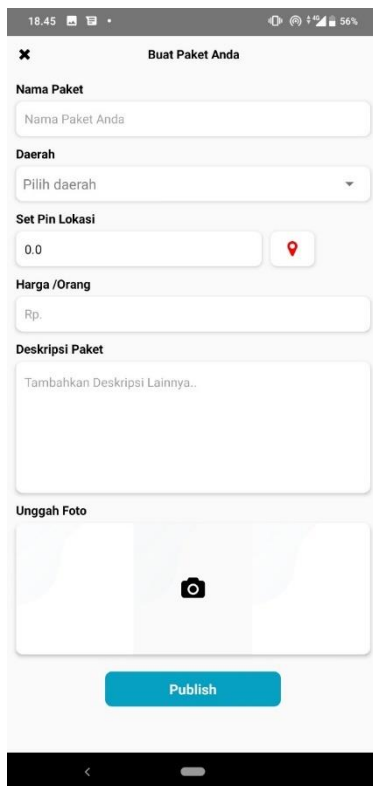 18.45 56%
Buat Paket Anda
Nama Paket
Nama Paket Anda
Daerah
Pilih daerah
Set Pin Lokasi
0.0
Harga /Orang
Rp.
Deskripsi Paket
Tambahkan Deskripsi Lainnya..
Unggah Foto
Publish